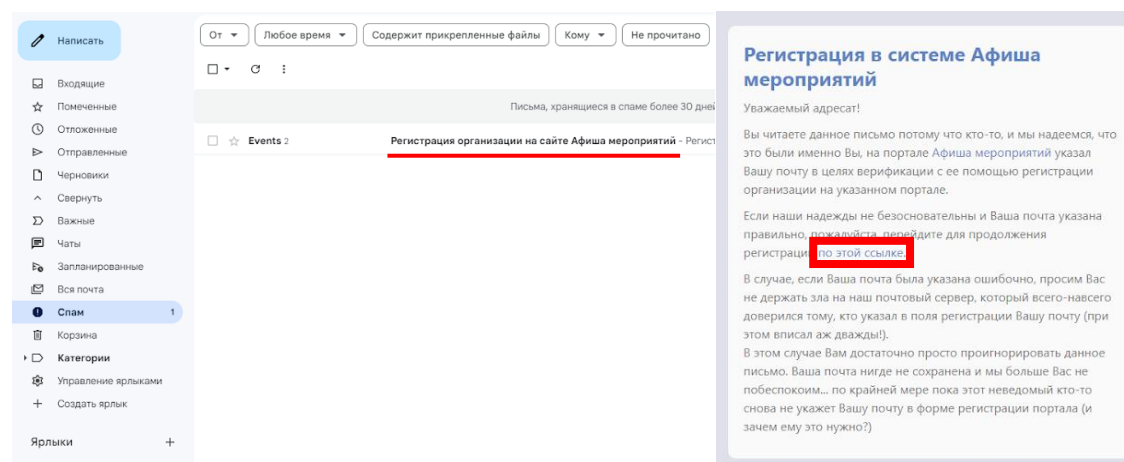 Написать
Входящие
Помеченные
Отложенные
Отправленные
Черновики
Свернуть
Важные
Чаты
Запланированные
Вся почта
Спам 1
Корзина
Категории
Управление ярлыками
Создать ярлык
Ярлыки +
От Любое время Содержит прикрепленные файлы Кому Не прочитано
Письма, хранящиеся в спаме более 30 дней
Events 2 Регистрация организации на сайте Афиша мероприятий - Регист
Регистрация в системе Афиша
мероприятий
Уважаемый адресат!
Вы читаете данное письмо потому что кто-то, и мы надеемся, что
это были именно Вы, на портале Афиша мероприятий указал
Вашу почту в целях верификации с ее помощью регистрации
организации на указанном портале.
Если наши надежды не безосновательны и Ваша почта указана
правильно, пожалуйста, перейдите для продолжения
регистрации по этой ссылке.
В случае, если Ваша почта была указана ошибочно, просим Вас
не держать зла на наш почтовый сервер, который всего-навсего
доверился тому, кто указал в поля регистрации Вашу почту (при
этом вписал аж дважды!).
В этом случае Вам достаточно просто проигнорировать данное
письмо. Ваша почта нигде не сохранена и мы больше Вас не
побеспокоим... по крайней мере пока этот неведомый кто-то
снова не укажет Вашу почту в форме регистрации портала (и
зачем ему это нужно?)